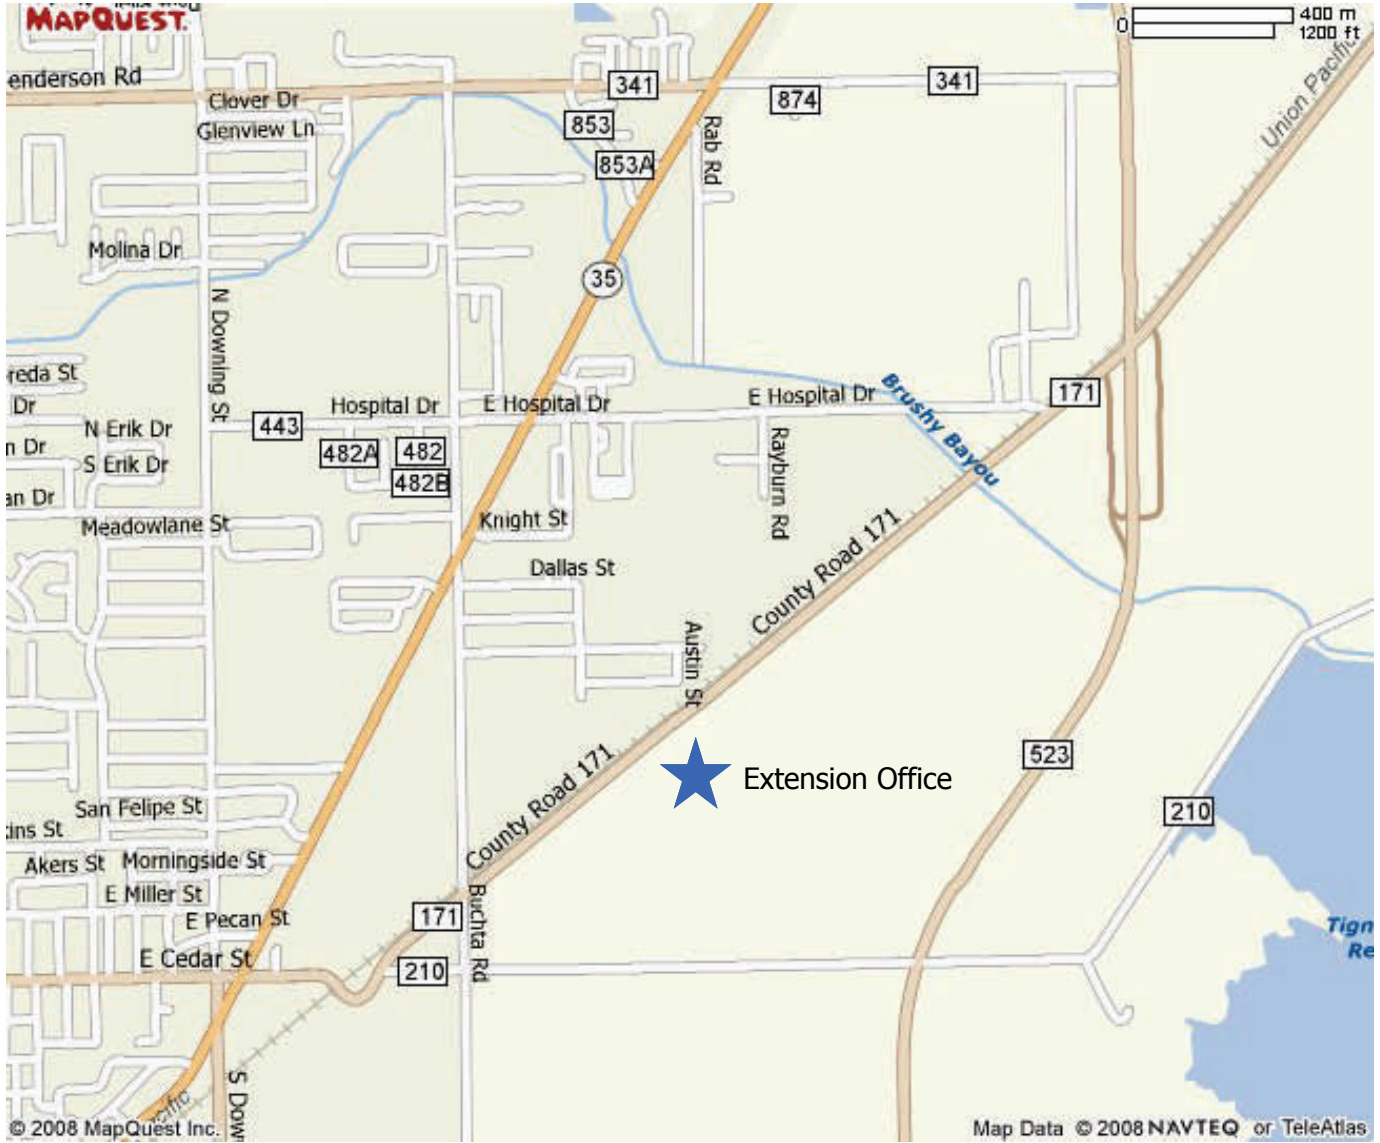 MAPQUEST.
0
400 m
1200 ft
enderson Rd
341
341
874
Clover Dr
Glenview Ln
853
853A
Rab Rd
Union Pacific
Molina Dr
35
N Downing St
reda St
Dr
Hospital Dr
E Hospital Dr
E Hospital Dr
171
Brushy Bayou
443
N Erik Dr
n Dr
S Erik Dr
482A
482
482B
Rayburn Rd
an Dr
Meadowlane St
Knight St
Dallas St
County Road 171
Austin St
523
Extension Office
County Road 171
210
San Felipe St
kins St
Akers St
Morningside St
E Miller St
E Pecan St
171
Buchta Rd
E Cedar St
210
Tign
Re
S Down
cific
© 2008 MapQuest Inc.
Map Data © 2008 NAVTEQ or TeleAtlas